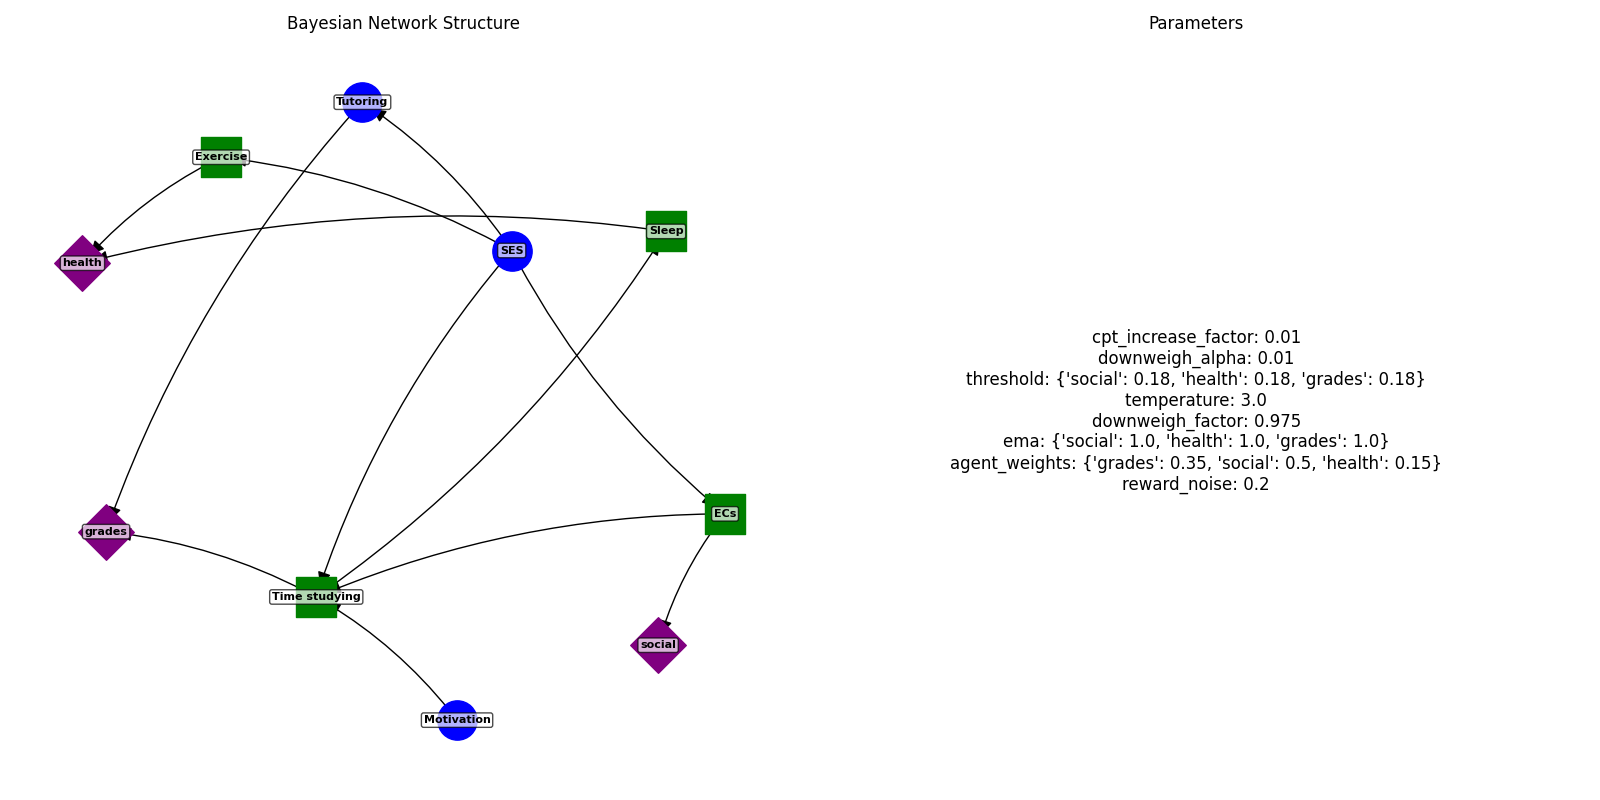 Bayesian Network Structure
Parameters
Tutoring
Exercise
Sleep
SES
health
cpt_increase_factor: 0.01
downweigh_alpha: 0.01
threshold: {'social': 0.18, 'health': 0.18, 'grades': 0.18}
temperature: 3.0
downweigh_factor: 0.975
ema: {'social': 1.0, 'health': 1.0, 'grades': 1.0}
agent_weights: {'grades': 0.35, 'social': 0.5, 'health': 0.15}
reward_noise: 0.2
ECs
grades
Time studying
social
Motivation